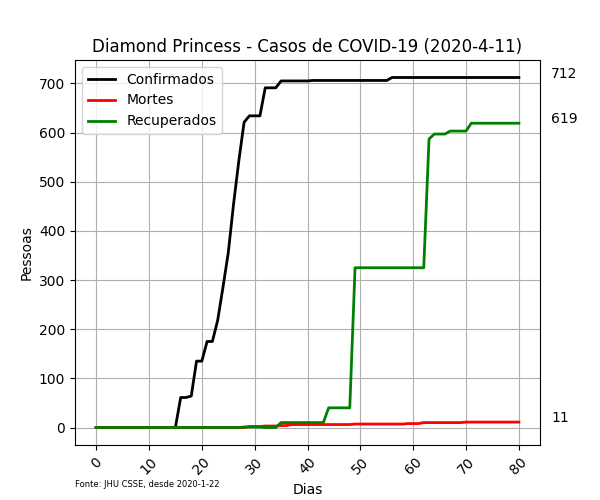 Diamond Princess - Casos de COVID-19 (2020-4-11)
Confirmados
Mortes
Recuperados
712
619
11
Pessoas
700
600
500
400
300
200
100
0
0 10 20 30 40 50 60 70 80
Dias
Fonte: JHU CSSE, desde 2020-1-22